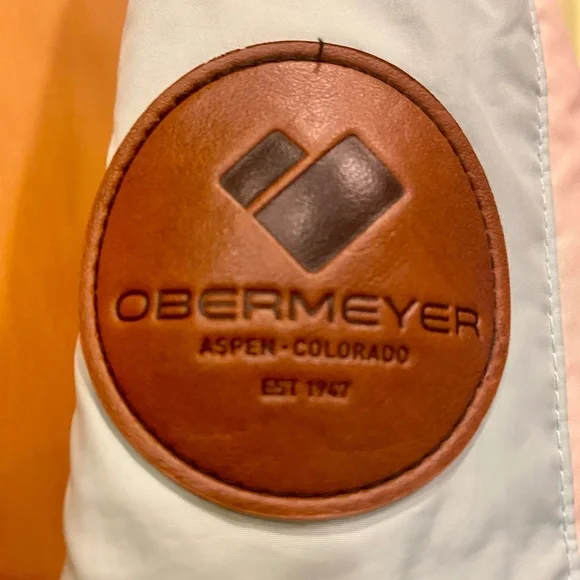 OBERMEYER
ASPEN · COLORADO
EST 1947